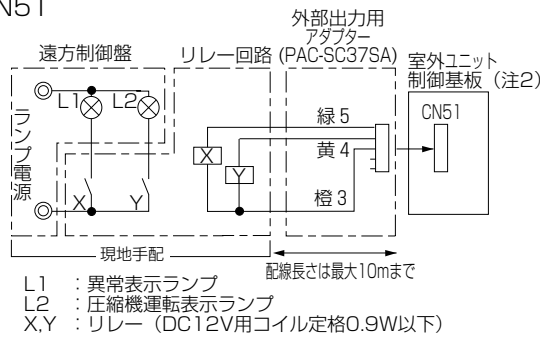 CN51
外部出力用
アダプター
(PAC-SC37SA)
遠方制御盤
リレー回路
室外ユニット
制御基板（注2）
L1
L2
CN51
緑 5
X
黄 4
Y
ランプ電源
橙 3
X
Y
現地手配
配線長さは最大10mまで
L1 ：異常表示ランプ
L2 ：圧縮機運転表示ランプ
X,Y ：リレー（DC12V用コイル定格0.9W以下）